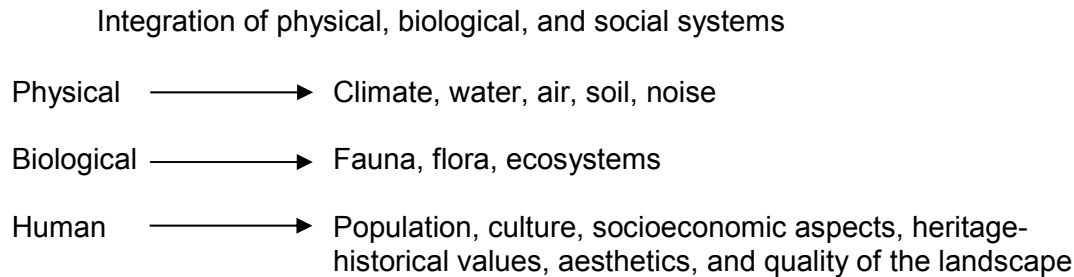 Integration of physical, biological, and social systems
Physical Climate, water, air, soil, noise
Biological Fauna, flora, ecosystems
Human Population, culture, socioeconomic aspects, heritage-
historical values, aesthetics, and quality of the landscape